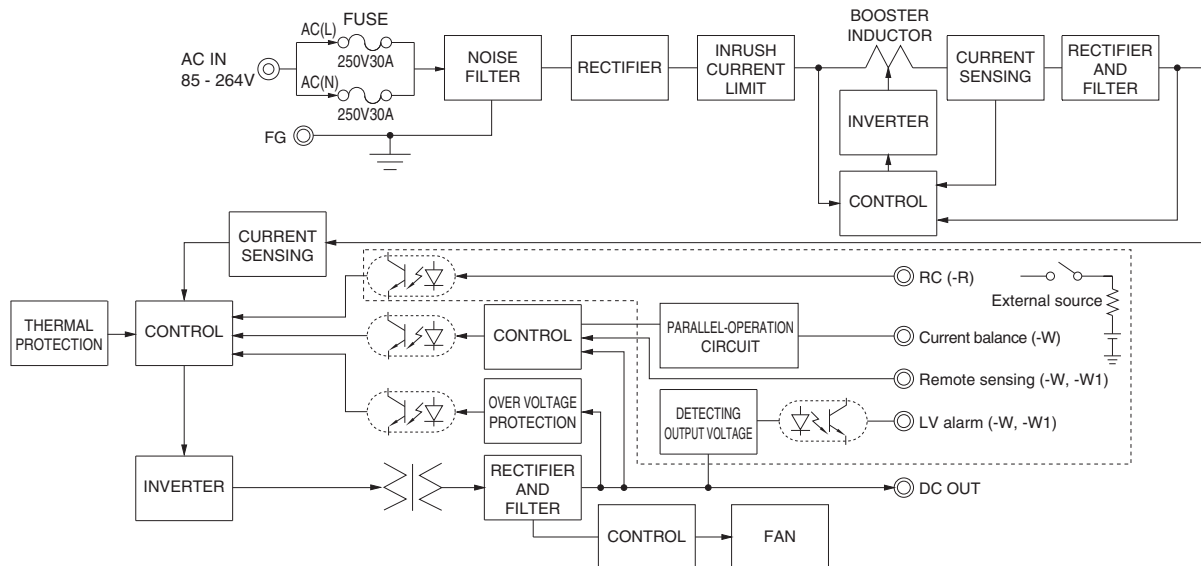 FUSE
AC(L)
250V30A
AC IN
85 - 264V
AC(N)
250V30A
FG
NOISE
FILTER
RECTIFIER
INRUSH
CURRENT
LIMIT
BOOSTER
INDUCTOR
CURRENT
SENSING
RECTIFIER
AND
FILTER
INVERTER
CONTROL
CURRENT
SENSING
RC (-R)
External source
THERMAL
PROTECTION
CONTROL
CONTROL
PARALLEL-OPERATION
CIRCUIT
Current balance (-W)
Remote sensing (-W, -W1)
OVER VOLTAGE
PROTECTION
DETECTING
OUTPUT VOLTAGE
LV alarm (-W, -W1)
INVERTER
RECTIFIER
AND
FILTER
DC OUT
CONTROL
FAN